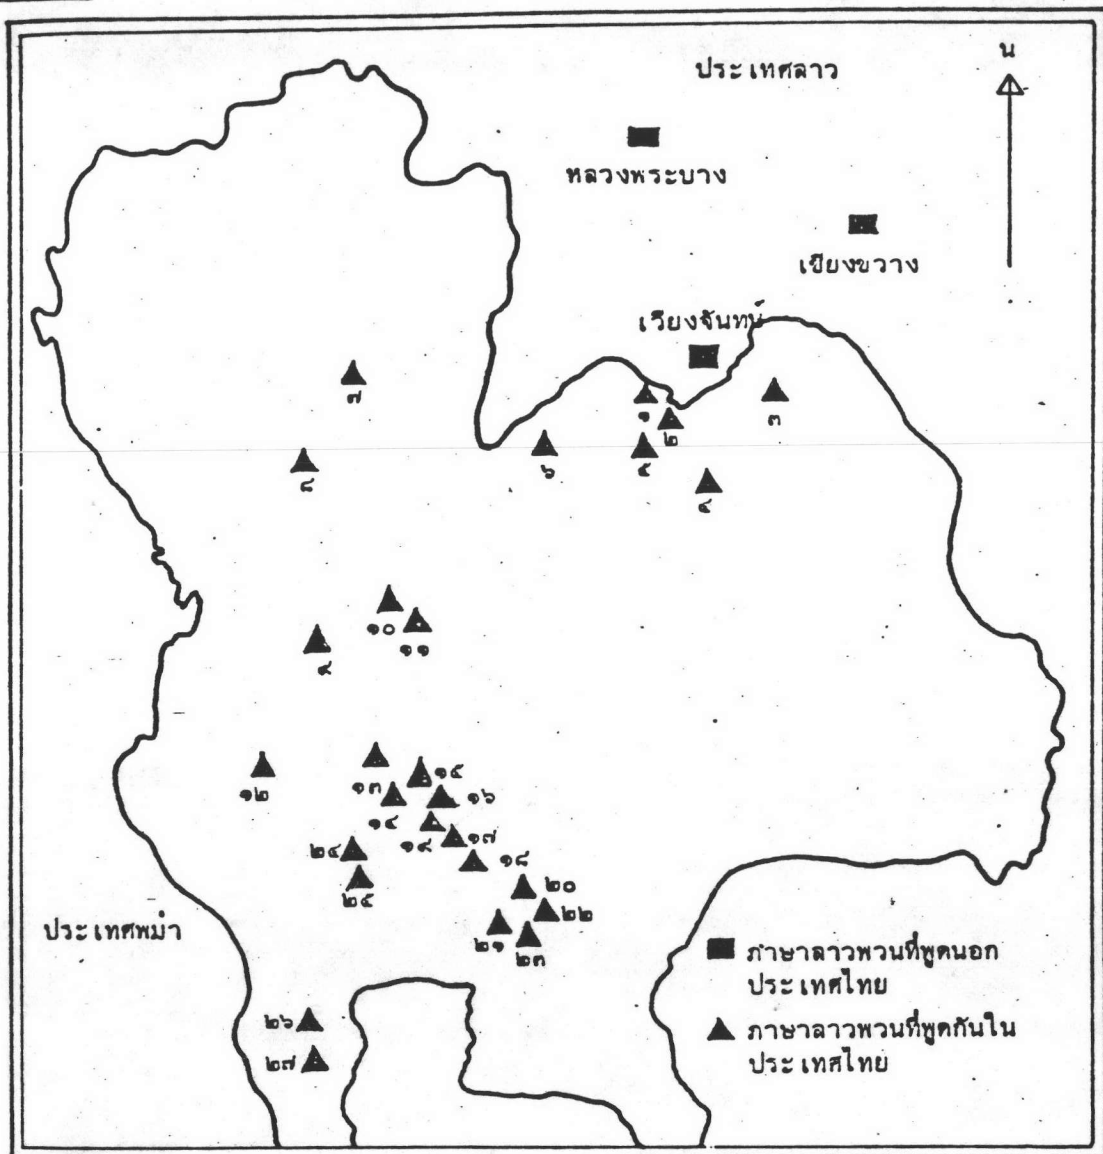 ประเทศลาว
น
หลวงพระบาง
เชียงขวาง
เวียงจันทน์
๗
๑
๒
๓
๖
๕
๘
๔
๑๐
๑๑
๙
๑๒
๑๓
๑๕
๑๔
๑๖
๑๙
๑๗
๑๘
๒๔
๒๕
๒๐
๒๒
๒๑
๒๓
ประเทศพม่า
ภาษาลาวพวนที่พูดนอก
ประเทศไทย
๒๖
ภาษาลาวพวนที่พูดกันใน
ประเทศไทย
๒๗